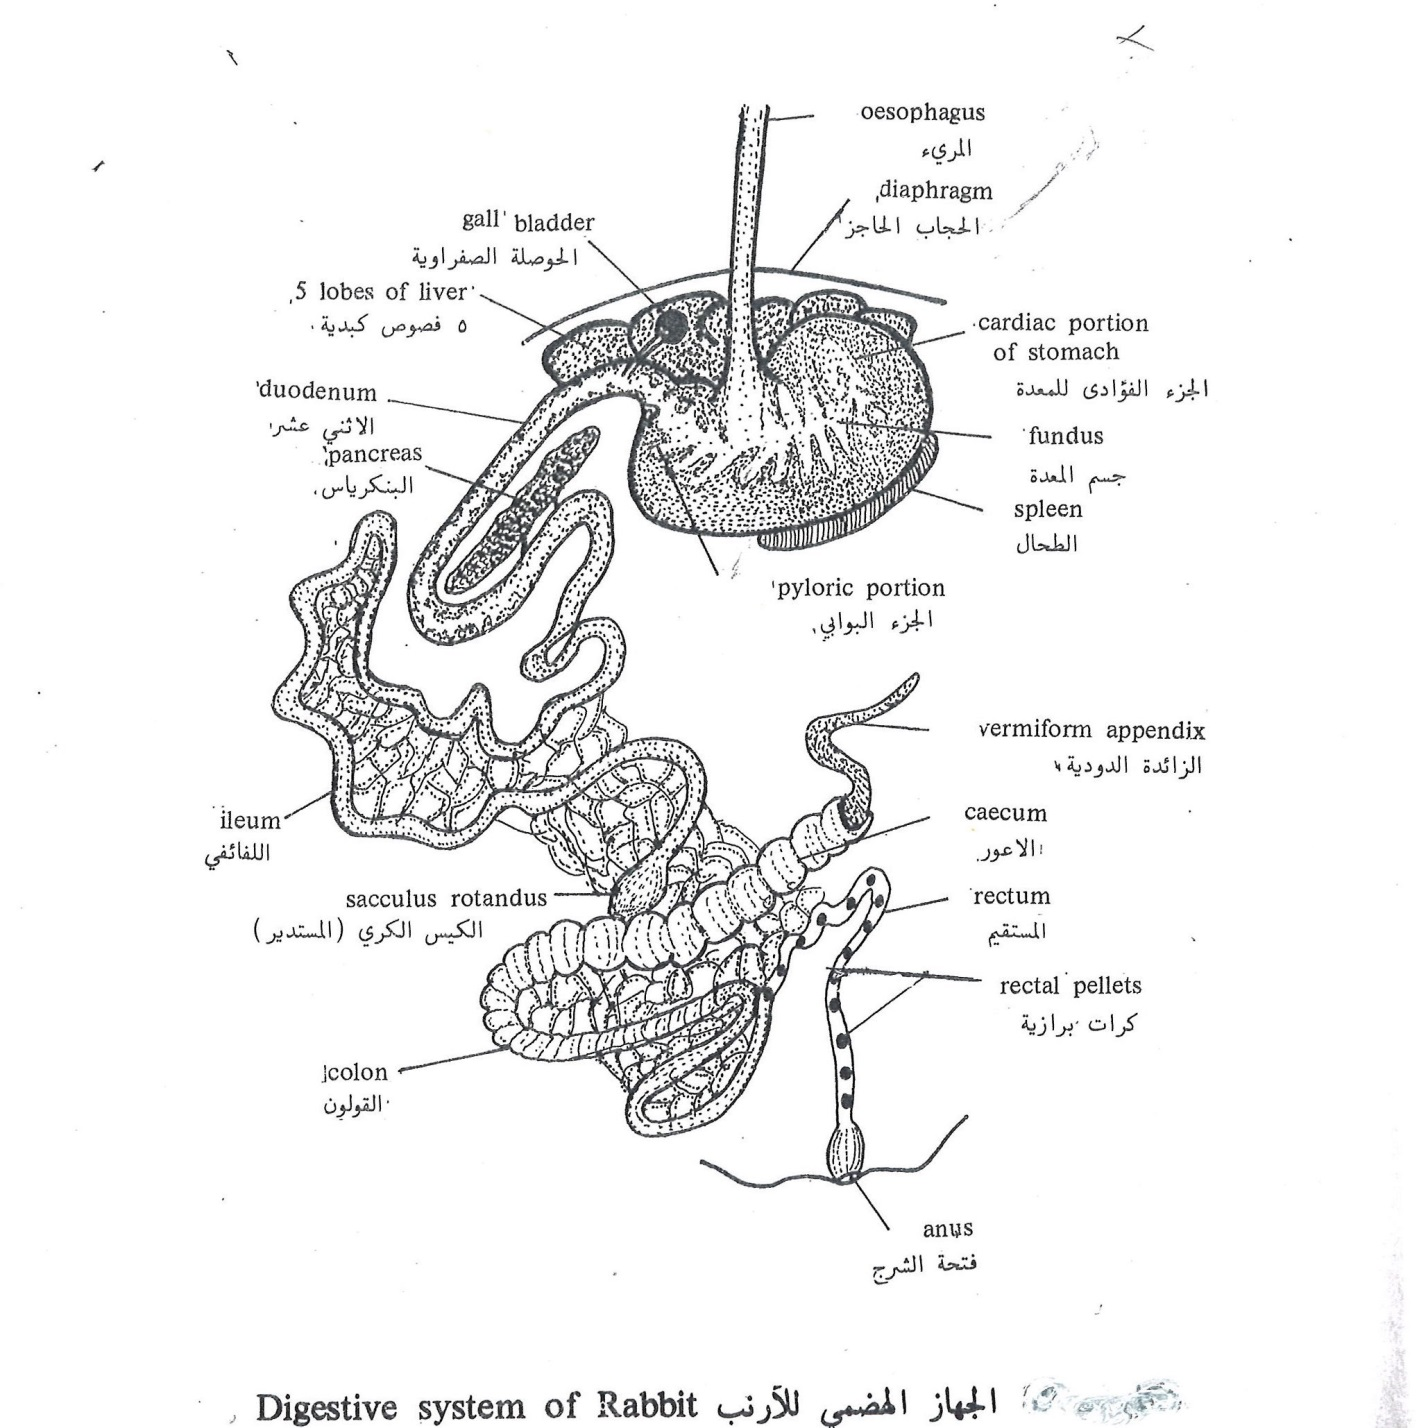 oesophagus
المريء
diaphragm
الحجاب الحاجز
gall bladder
الحوصلة الصفراوية
5 lobes of liver
٥ فصوص كبدية
cardiac portion
of stomach
الجزء الفؤادى للمعدة
duodenum
الاثني عشر
fundus
جسم المعدة
pancreas
البنكرياس
spleen
الطحال
pyloric portion
الجزء البوابي
vermiform appendix
الزائدة الدودية
ileum
اللفائفي
caecum
الاعور
sacculus rotandus
الكيس الكري (المستدير)
rectum
المستقيم
rectal pellets
كرات برازية
colon
القولون
anus
فتحة الشرج
Digestive system of Rabbit الجهاز الهضمي للأرنب